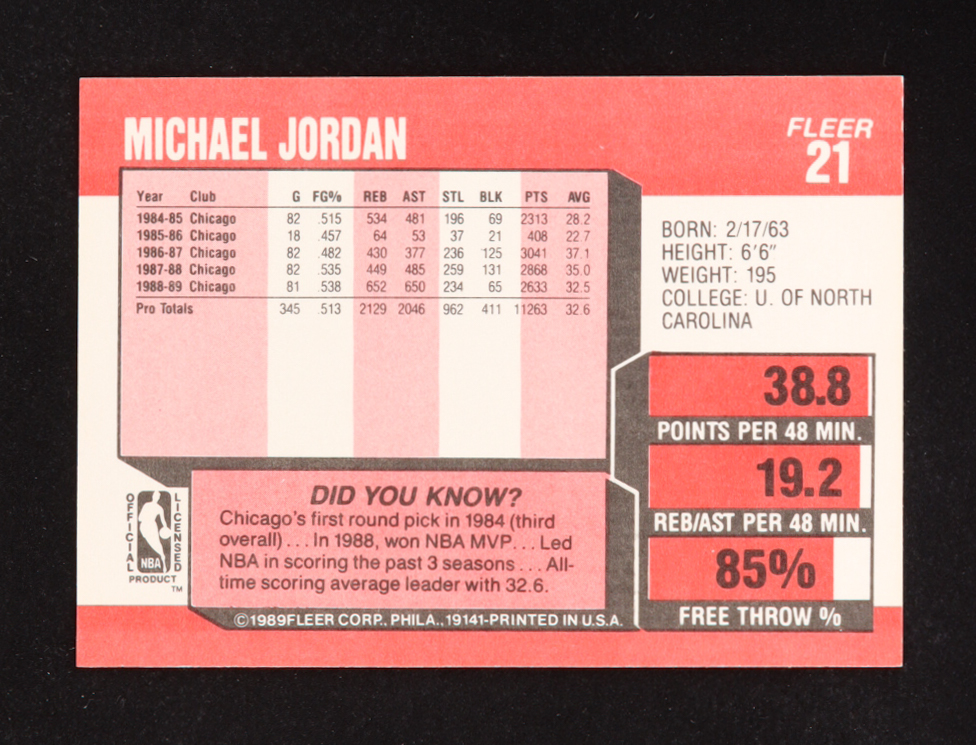 MICHAEL JORDAN
FLEER
21
Year Club G FG% REB AST STL BLK PTS AVG
1984-85 Chicago 82 .515 534 481 196 69 2313 28.2
1985-86 Chicago 18 .457 64 53 37 21 408 22.7
1986-87 Chicago 82 .482 430 377 236 125 3041 37.1
1987-88 Chicago 82 .535 449 485 259 131 2868 35.0
1988-89 Chicago 81 .538 652 650 234 65 2633 32.5
Pro Totals 345 .513 2129 2046 962 411 11263 32.6
BORN: 2/17/63
HEIGHT: 6'6"
WEIGHT: 195
COLLEGE: U. OF NORTH
CAROLINA
38.8
POINTS PER 48 MIN.
19.2
REB/AST PER 48 MIN.
85%
FREE THROW %
OFFICIAL
LICENSED
NBA
PRODUCT
TM
DID YOU KNOW?
Chicago's first round pick in 1984 (third
overall) . . . In 1988, won NBA MVP . . . Led
NBA in scoring the past 3 seasons . . . All-
time scoring average leader with 32.6.
©1989FLEER CORP., PHILA., 19141-PRINTED IN U.S.A.